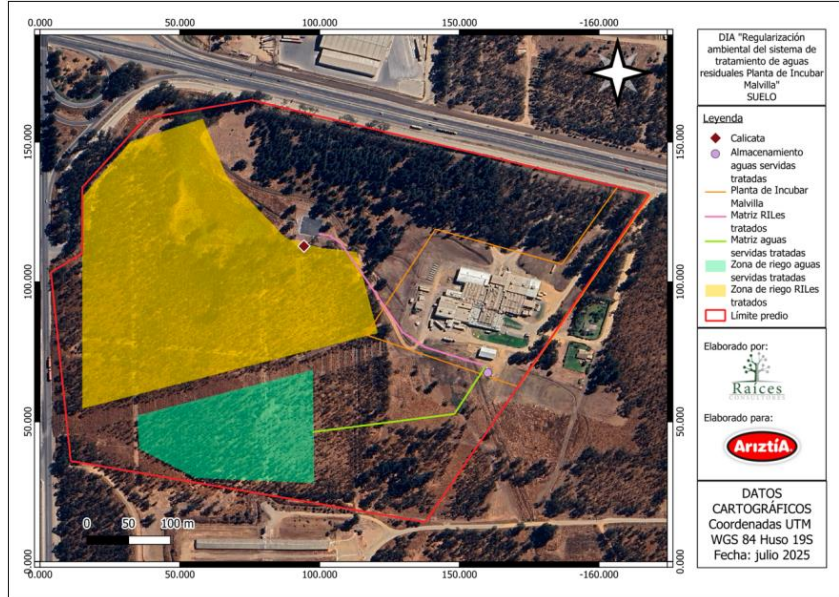 0.000
50.000
100.000
-160.000
DIA "Regularización
ambiental del sistema de
tratamiento de aguas
residuales Planta de Incubar
Malvilla"
SUELO
Leyenda
Calicata
Almacenamiento
aguas servidas
tratadas
Planta de Incubar
Malvilla
Matriz RILes
tratados
Matriz aguas
servidas tratadas
Zona de riego aguas
servidas tratadas
Zona de riego RILes
tratados
Límite predio
Elaborado por:
Raíces
CONSULTORES
Elaborado para:
AriztíA
DATOS
CARTOGRÁFICOS
Coordenadas UTM
WGS 84 Huso 19S
Fecha: julio 2025
150.000
150.000
100.000
100.000
50.000
50.000
0.000
0.000
0 50 100 m
0.000
50.000
100.000
150.000
-160.000